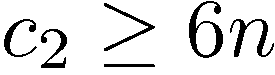 c₂ ≥ 6n